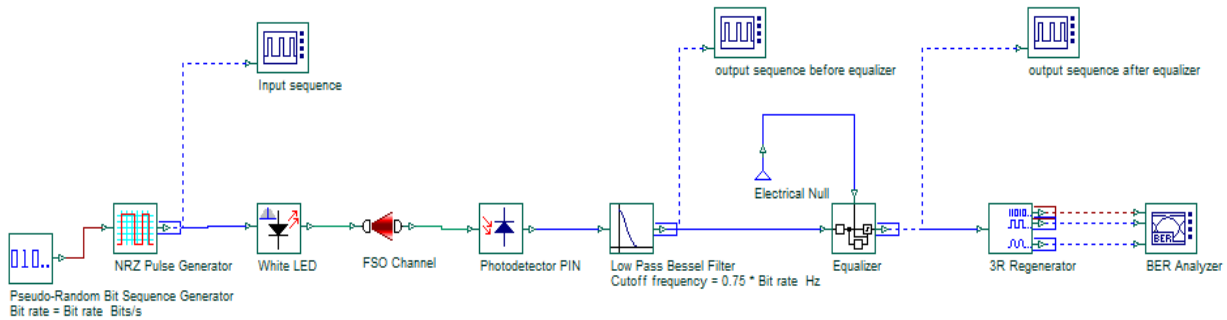 Input sequence
output sequence before equalizer
output sequence after equalizer
Electrical Null
010..
NRZ Pulse Generator
White LED
FSO Channel
Photodetector PIN
Low Pass Bessel Filter
Cutoff frequency = 0.75 * Bit rate Hz
Equalizer
3R Regenerator
BER
BER Analyzer
Pseudo-Random Bit Sequence Generator
Bit rate = Bit rate Bits/s